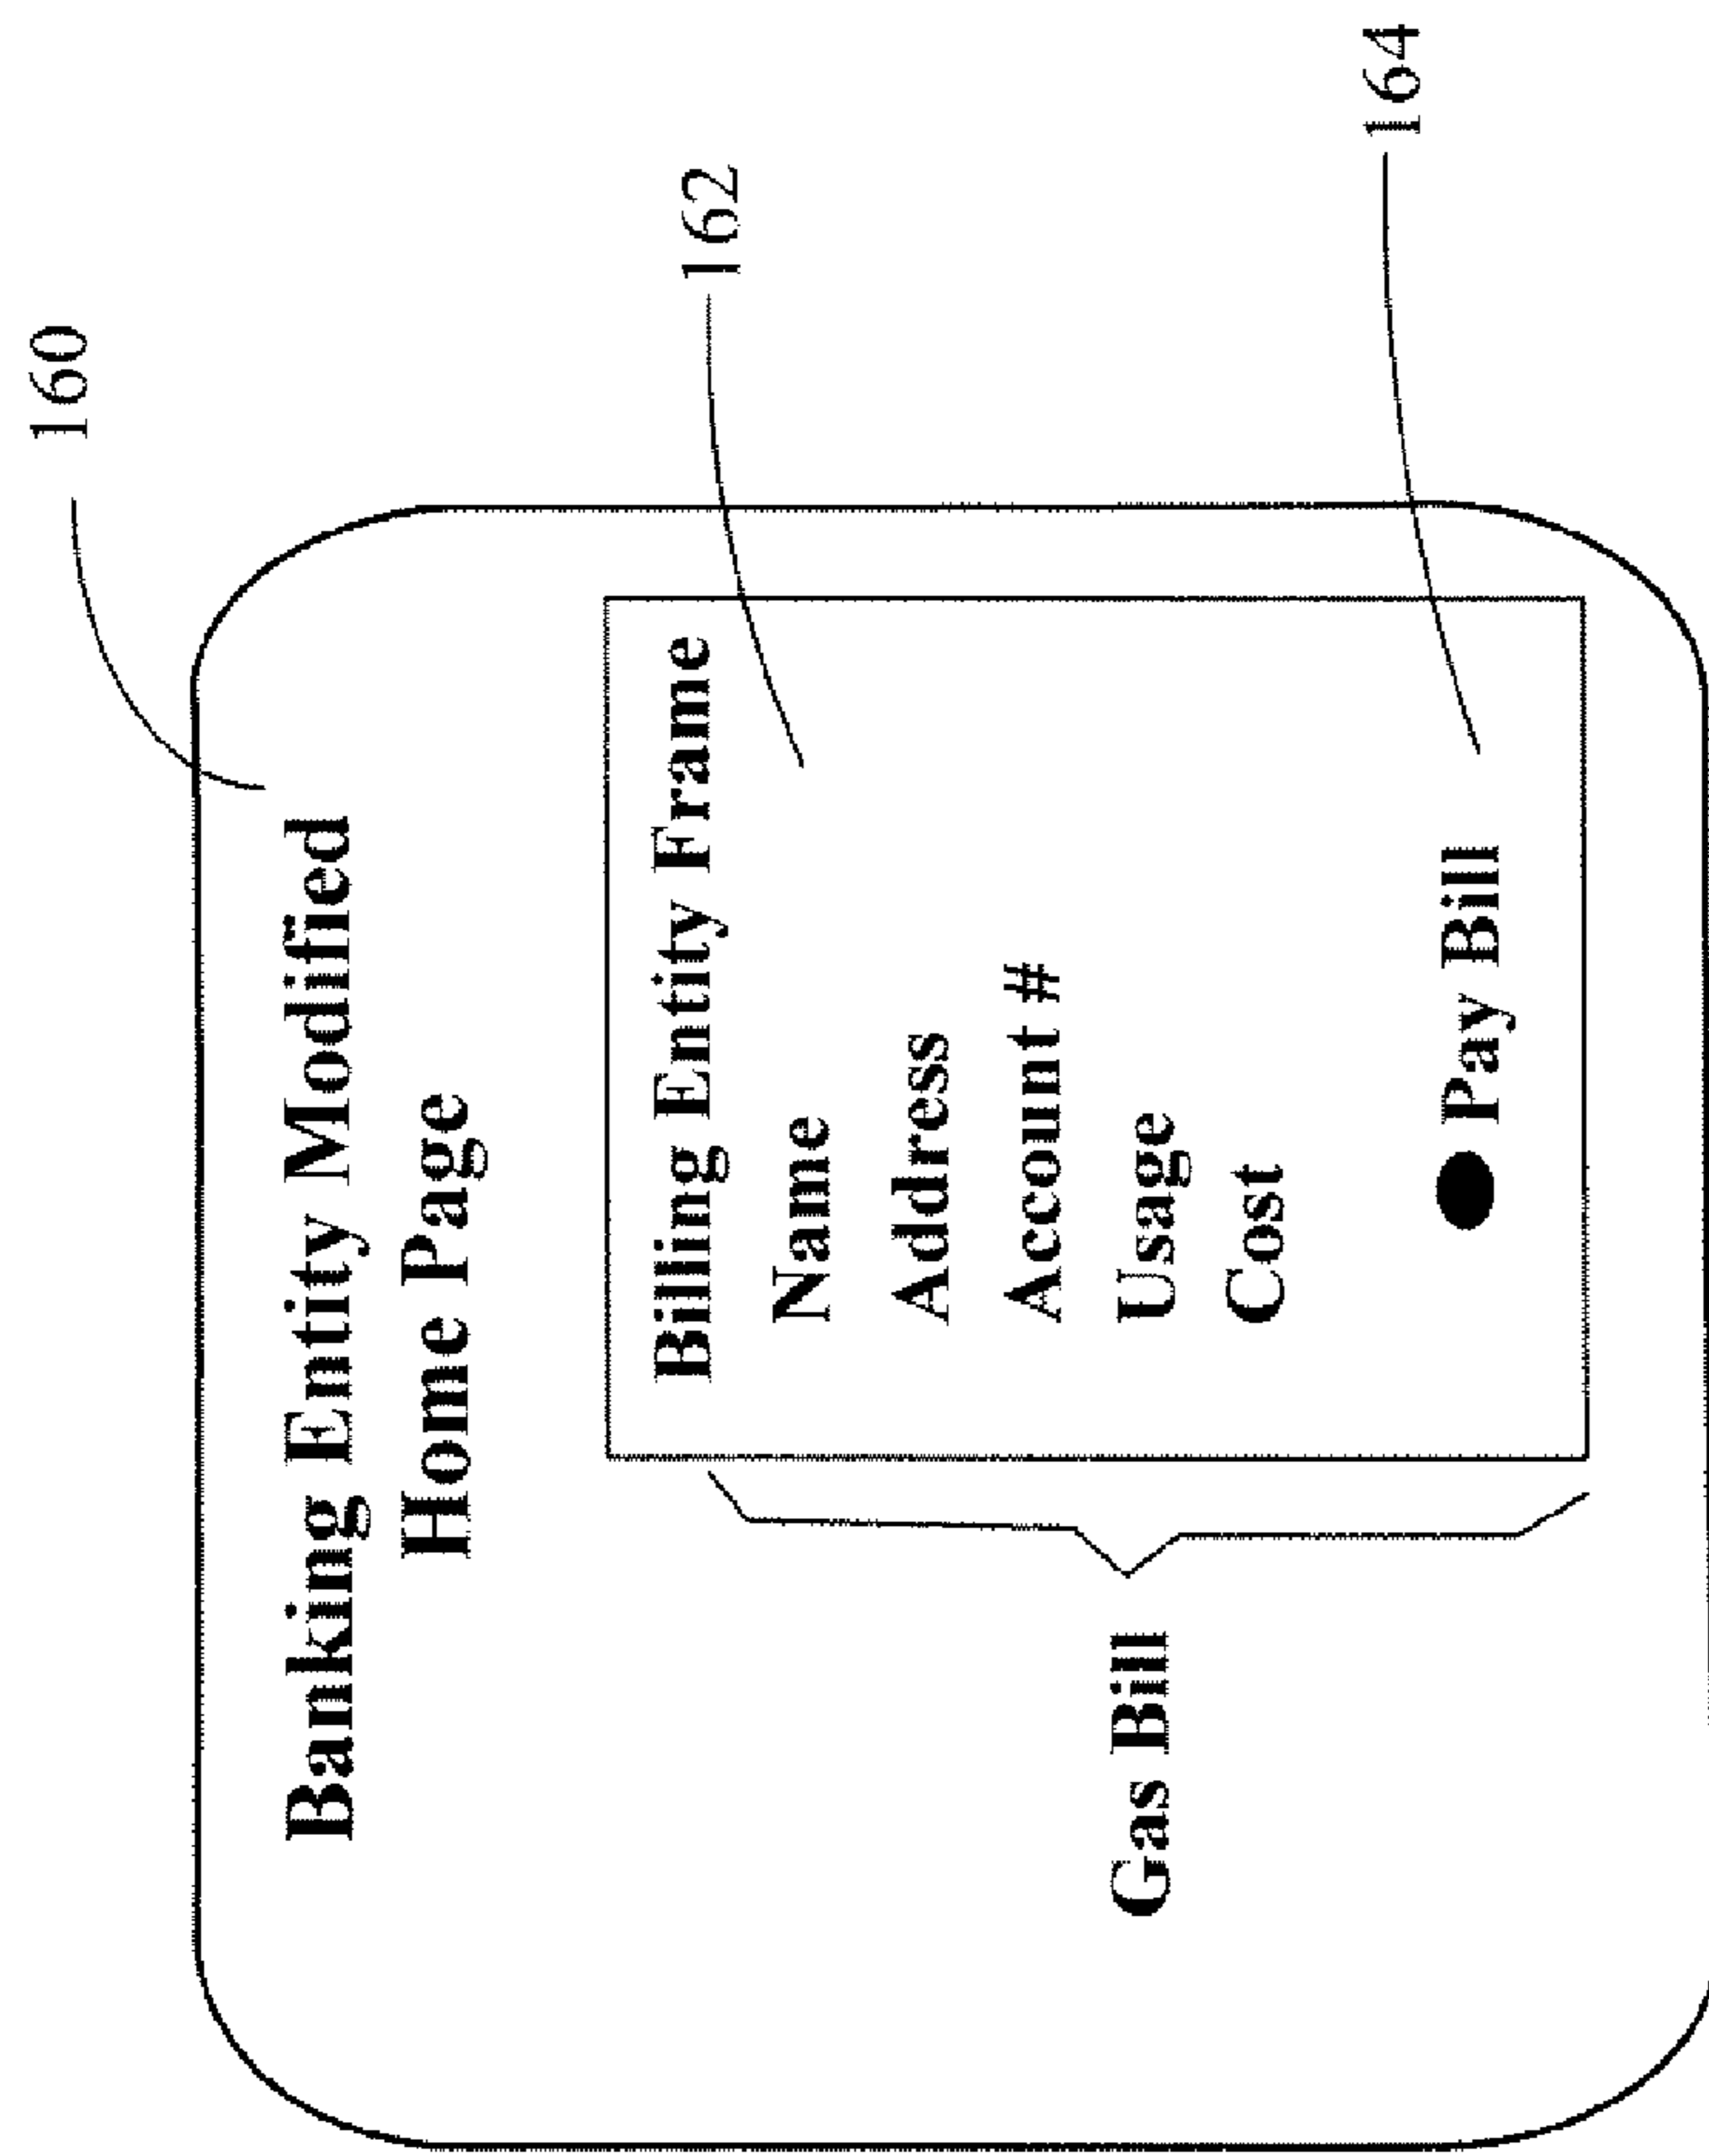 160
Banking Entity Modified
Home Page
162
Billing Entity Frame
Name
Address
Account #
Usage
Cost
Gas Bill
164
Pay Bill